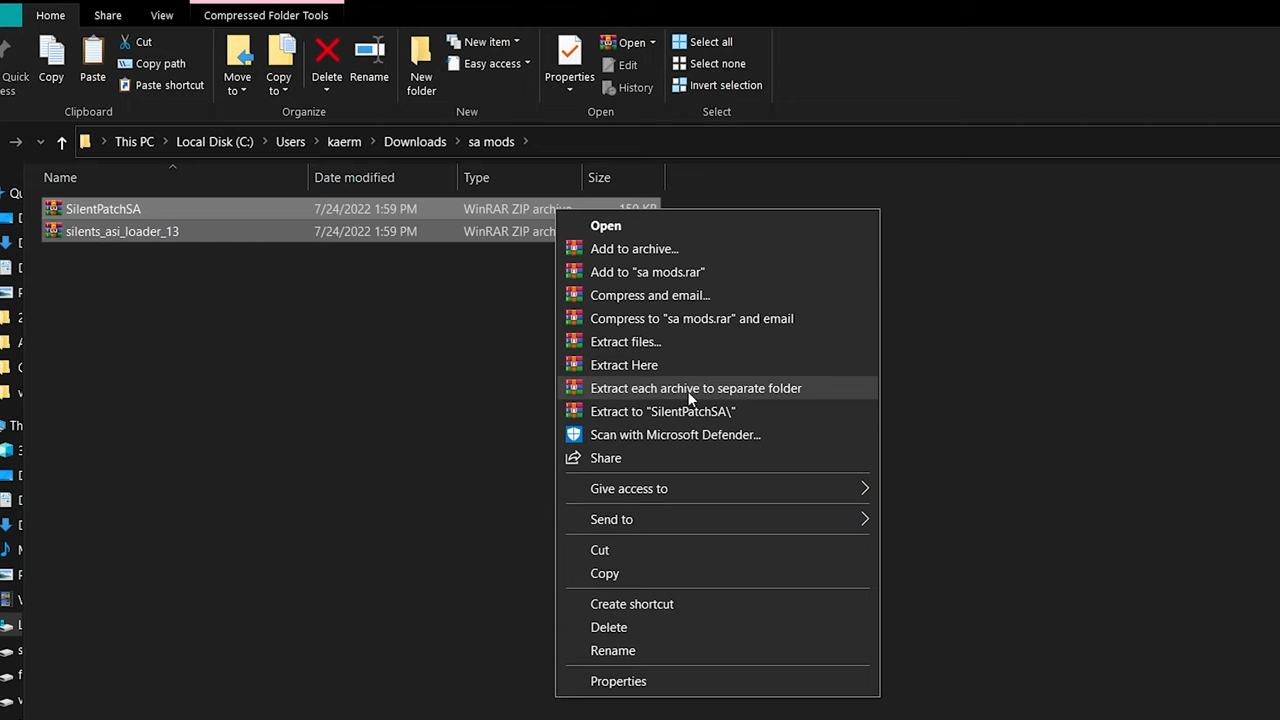 Home Share View Compressed Folder Tools
Quick
Copy
Paste
Cut
Copy path
Paste shortcut
Clipboard
Move to
Copy to
Delete
Rename
Organize
New folder
New item
Easy access
New
Properties
Open
Edit
History
Open
Select all
Select none
Invert selection
Select
This PC > Local Disk (C:) > Users > kaerm > Downloads > sa mods >
Name Date modified Type Size
SilentPatchSA 7/24/2022 1:59 PM WinRAR ZIP archive 150 KB
silents_asi_loader_13 7/24/2022 1:59 PM WinRAR ZIP
Open
Add to archive...
Add to "sa mods.rar"
Compress and email...
Compress to "sa mods.rar" and email
Extract files...
Extract Here
Extract each archive to separate folder
Extract to "SilentPatchSA\"
Scan with Microsoft Defender...
Share
Give access to
Send to
Cut
Copy
Create shortcut
Delete
Rename
Properties